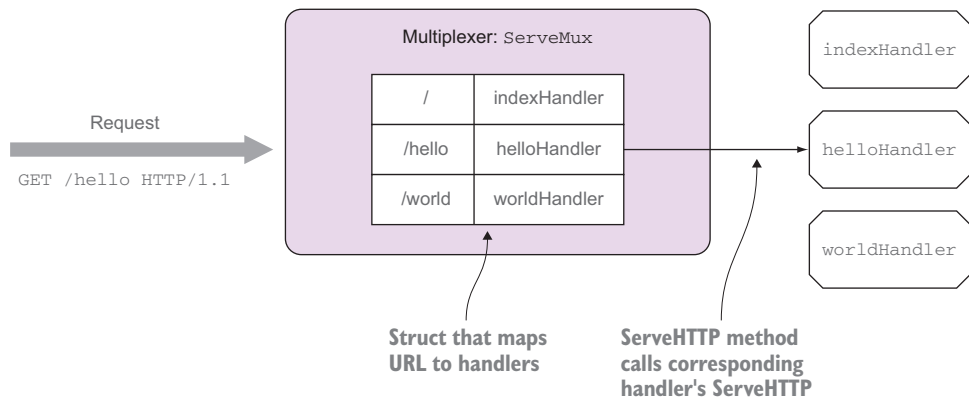 Multiplexer: ServeMux
/ indexHandler
/hello helloHandler
/world worldHandler
Request
GET /hello HTTP/1.1
indexHandler
helloHandler
worldHandler
Struct that maps
URL to handlers
ServeHTTP method
calls corresponding
handler's ServeHTTP